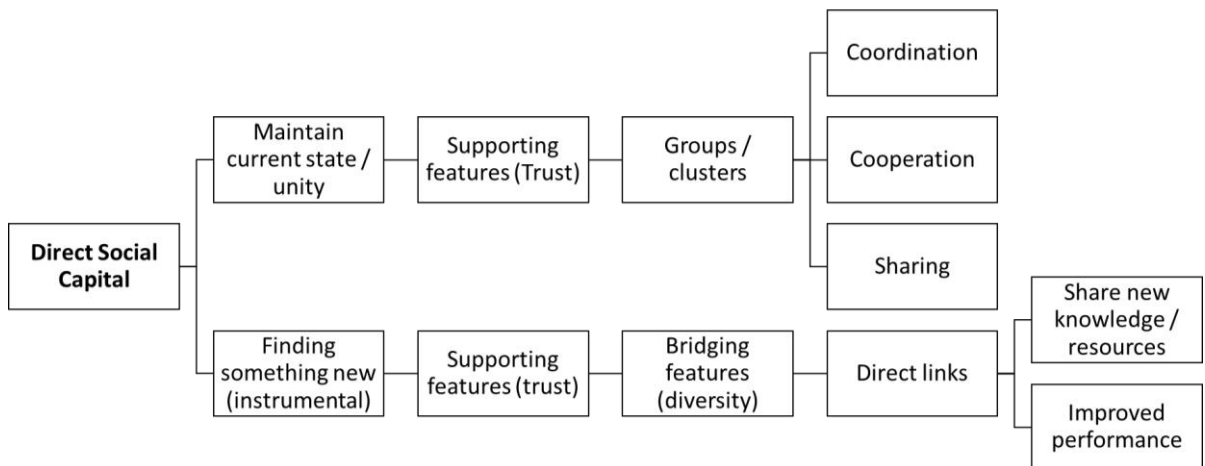 Direct Social
Capital
Maintain
current state /
unity
Supporting
features (Trust)
Groups /
clusters
Coordination
Cooperation
Sharing
Finding
something new
(instrumental)
Supporting
features (trust)
Bridging
features
(diversity)
Direct links
Share new
knowledge /
resources
Improved
performance